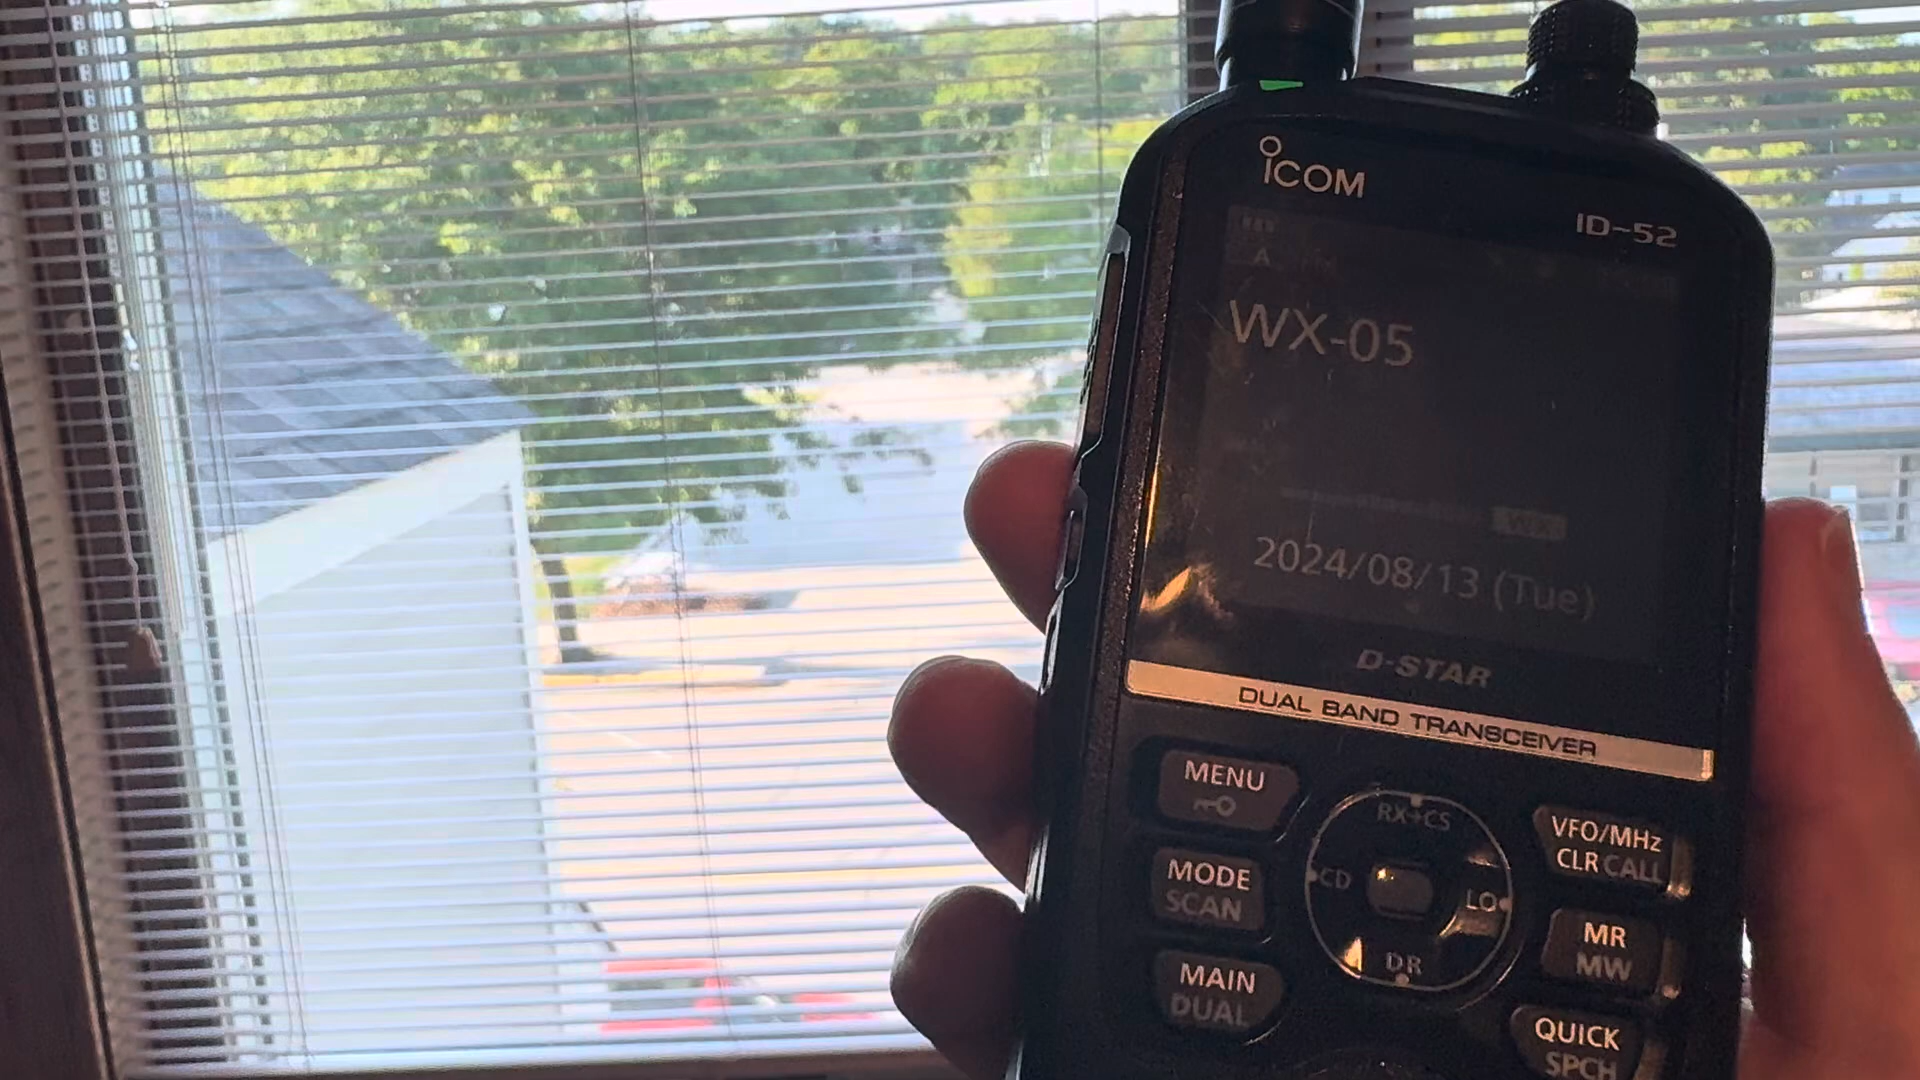 ICOM
ID-52
A
WX-05
WX
2024/08/13 (Tue)
D-STAR
DUAL BAND TRANSCEIVER
MENU
RX→CS
VFO/MHz
CLR CALL
MODE
SCAN
CD
LO
MR
MW
DR
MAIN
DUAL
QUICK
SPCH